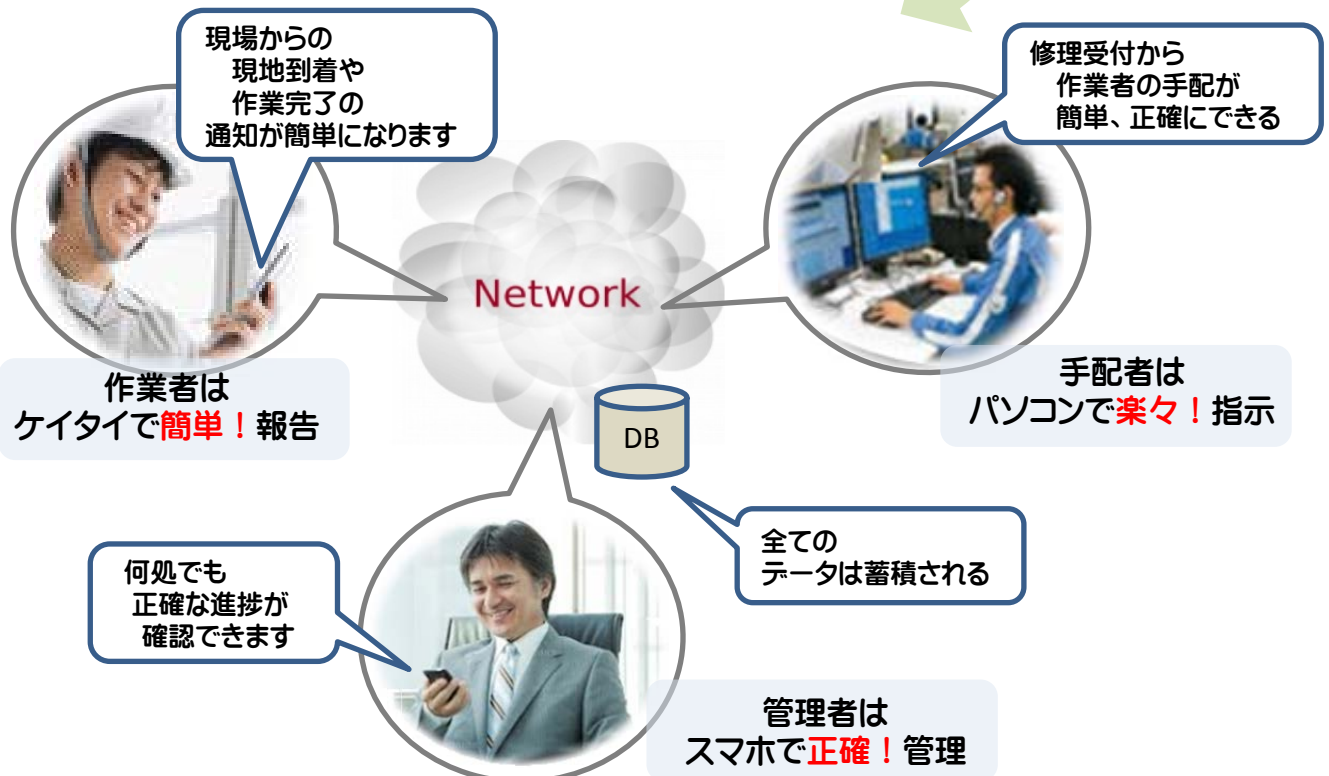 現場からの
現地到着や
作業完了の
通知が簡単になります
修理受付から
作業者の手配が
簡単、正確にできる
Network
作業者は
ケイタイで簡単！報告
手配者は
パソコンで楽々！指示
DB
全ての
データは蓄積される
何処でも
正確な進捗が
確認できます
管理者は
スマホで正確！管理